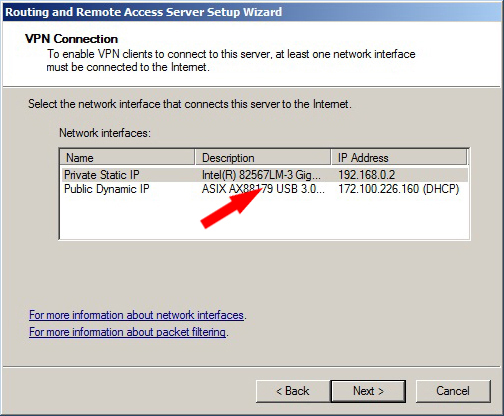 Routing and Remote Access Server Setup Wizard
VPN Connection
To enable VPN clients to connect to this server, at least one network interface
must be connected to the Internet.
Select the network interface that connects this server to the Internet.
Network interfaces:
Name Description IP Address
Private Static IP Intel(R) 82567LM-3 Gig... 192.168.0.2
Public Dynamic IP ASIX AX88179 USB 3.0... 172.100.226.160 (DHCP)
For more information about network interfaces.
For more information about packet filtering.
< Back Next > Cancel